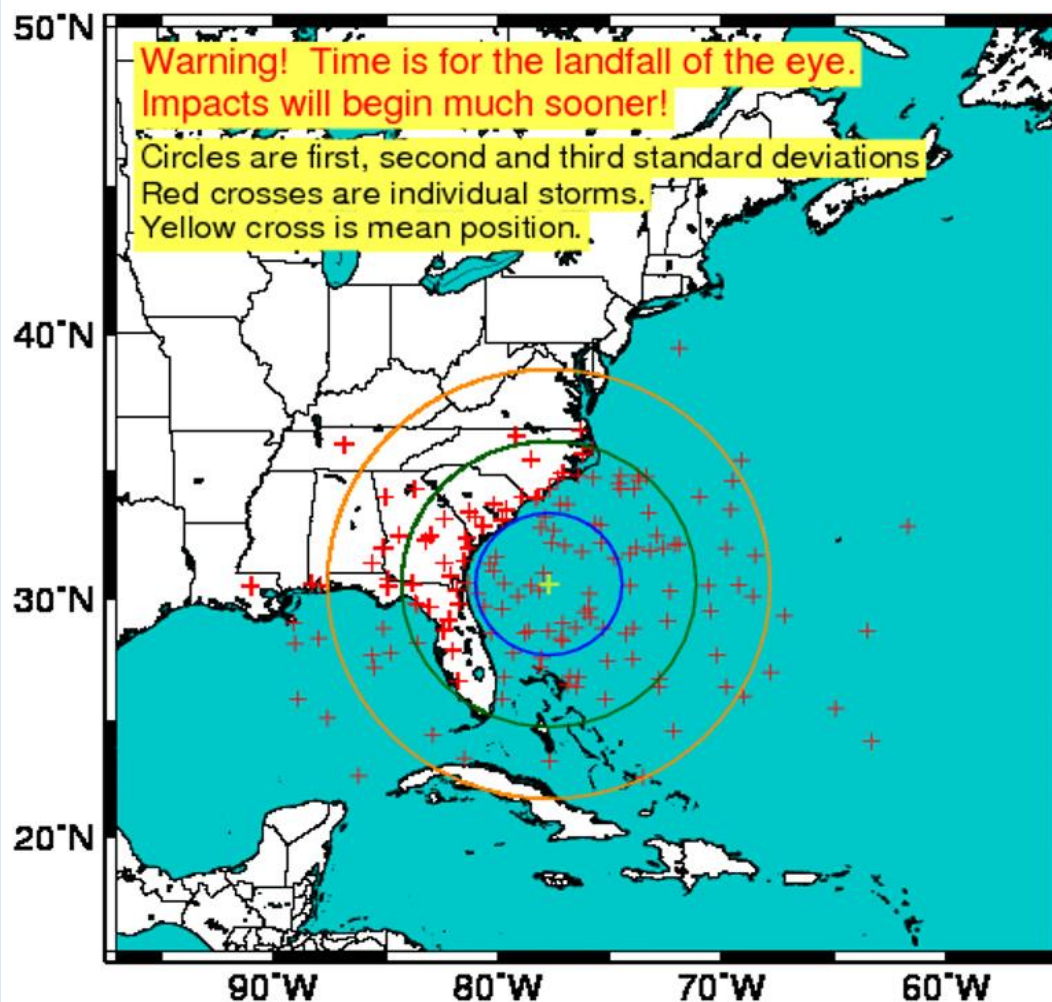 50°N
Warning! Time is for the landfall of the eye.
Impacts will begin much sooner!
Circles are first, second and third standard deviations
Red crosses are individual storms.
Yellow cross is mean position.
40°N
30°N
20°N
90°W 80°W 70°W 60°W